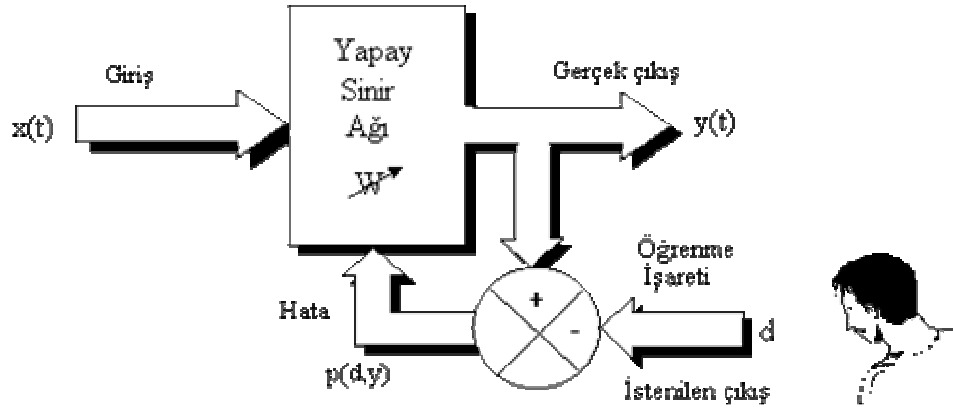 Yapay
Sinir
Ağı
W
Giriş
x(t)
Gerçek çıkış
y(t)
Öğrenme
İşareti
+
-
d
Hata
p(d,y)
İstenilen çıkış